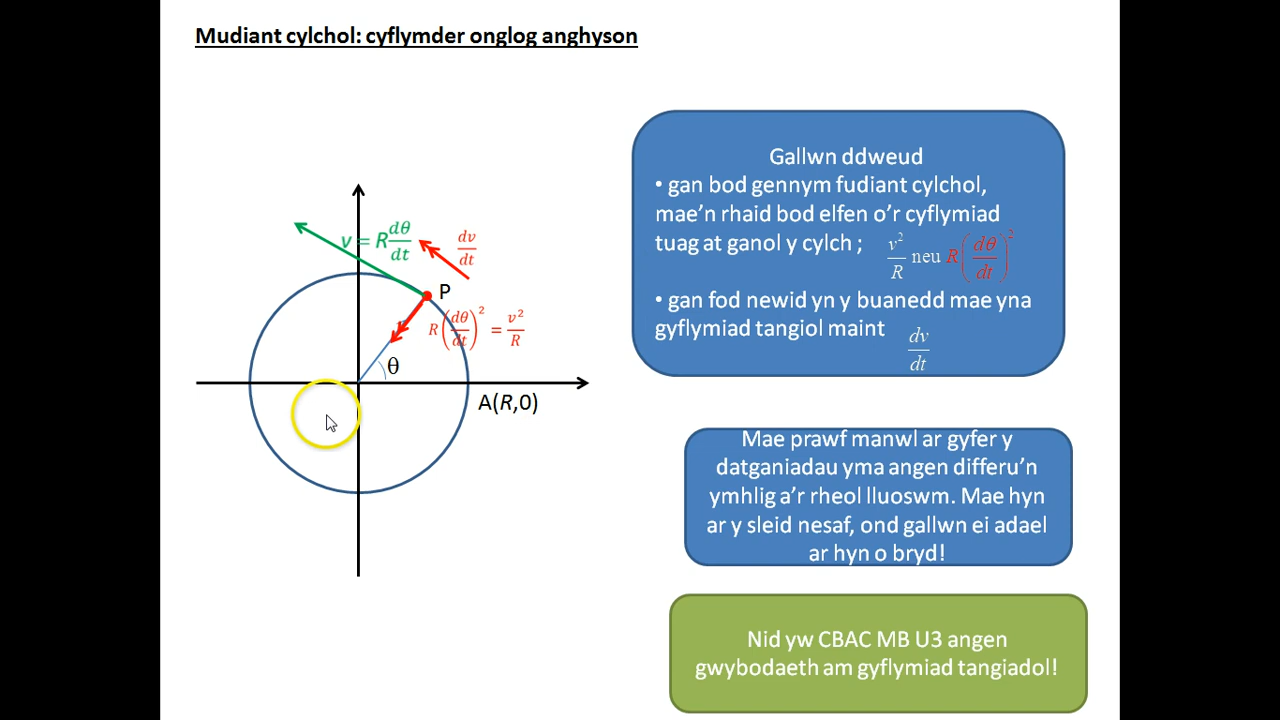 Mudiant cylchol: cyflymder onglog anghyson
v = R dθ/dt
dv/dt
P
R(dθ/dt)² = v²/R
θ
A(R,0)
Gallwn ddweud
• gan bod gennym fudiant cylchol,
mae’n rhaid bod elfen o’r cyflymiad
tuag at ganol y cylch ; v²/R neu R(dθ/dt)²
• gan fod newid yn y buanedd mae yna
gyflymiad tangiol maint dv/dt
Mae prawf manwl ar gyfer y
datganiadau yma angen differu’n
ymhlig a’r rheol lluoswm. Mae hyn
ar y sleid nesaf, ond gallwn ei adael
ar hyn o bryd!
Nid yw CBAC MB U3 angen
gwybodaeth am gyflymiad tangiadol!